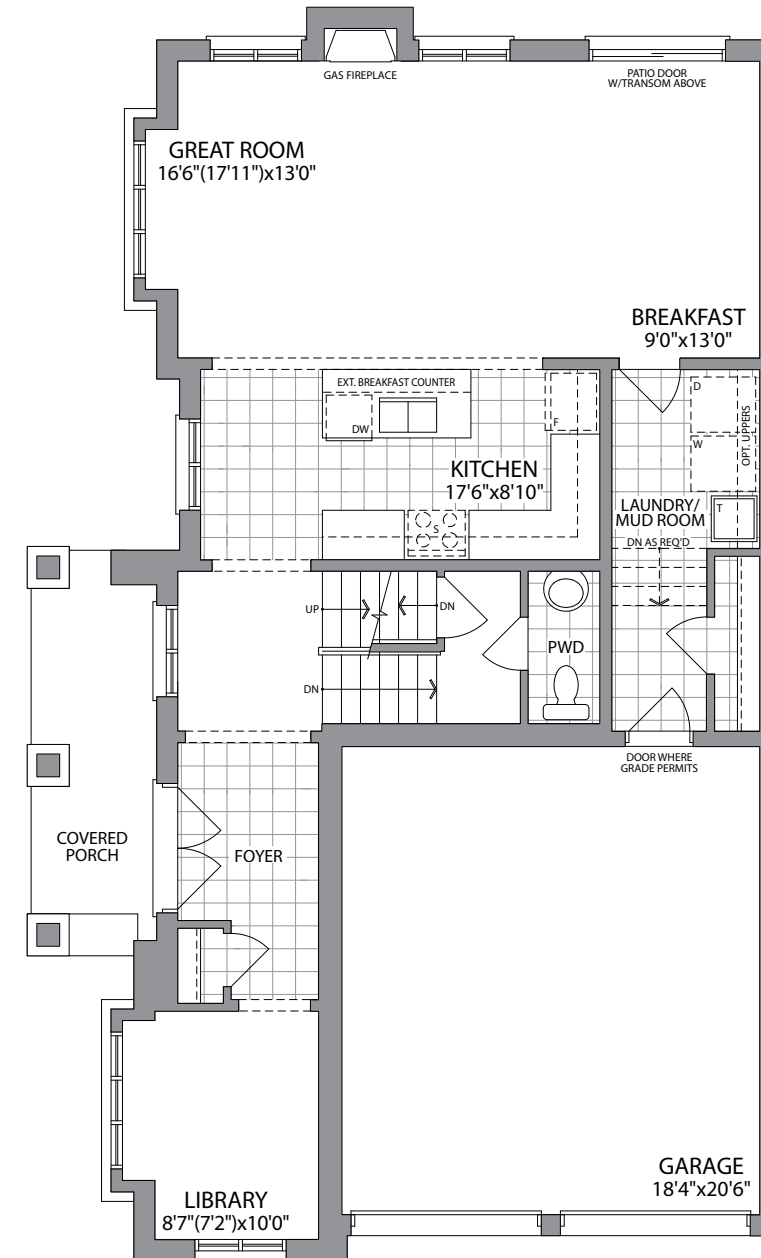 GAS FIREPLACE
PATIO DOOR
W/TRANSOM ABOVE
GREAT ROOM
16'6"(17'11")x13'0"
BREAKFAST
9'0"x13'0"
EXT. BREAKFAST COUNTER
DW
F
KITCHEN
17'6"x8'10"
S
D
W
OPT. UPPERS
T
LAUNDRY/
MUD ROOM
DN AS REQ'D
UP
DN
DN
PWD
DOOR WHERE
GRADE PERMITS
COVERED
PORCH
FOYER
LIBRARY
8'7"(7'2")x10'0"
GARAGE
18'4"x20'6"